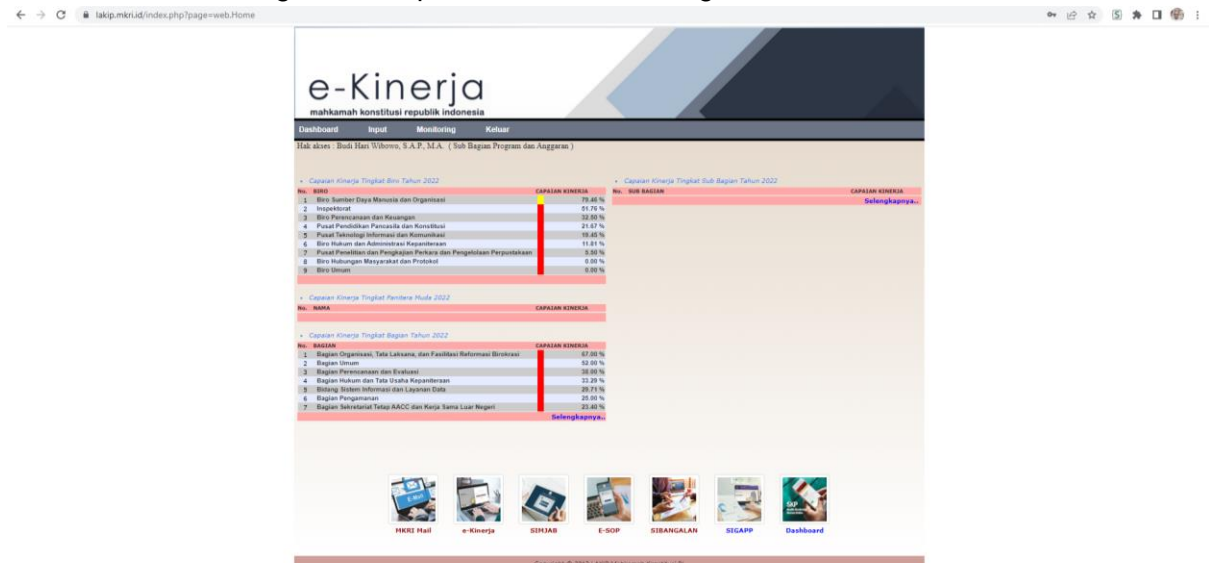 lakip.mkri.id/index.php?page=web.Home
e-Kinerja
mahkamah konstitusi republik indonesia
Dashboard Input Monitoring Keluar
Hak akses : Budi Hari Wibowo, S.A.P., M.A. ( Sub Bagian Program dan Anggaran )
Capaian Kinerja Tingkat Biro Tahun 2022
No. BIRO CAPAIAN KINERJA
1 Biro Sumber Daya Manusia dan Organisasi 79.46 %
2 Inspektorat 51.76 %
3 Biro Perencanaan dan Keuangan 32.50 %
4 Pusat Pendidikan Pancasila dan Konstitusi 21.67 %
5 Pusat Teknologi Informasi dan Komunikasi 19.45 %
6 Biro Hukum dan Administrasi Kepaniteraan 11.81 %
7 Pusat Penelitian dan Pengkajian Perkara dan Pengelolaan Perpustakaan 5.50 %
8 Biro Hubungan Masyarakat dan Protokol 0.00 %
9 Biro Umum 0.00 %
Capaian Kinerja Tingkat Panitera Muda 2022
No. NAMA CAPAIAN KINERJA
Capaian Kinerja Tingkat Bagian Tahun 2022
No. BAGIAN CAPAIAN KINERJA
1 Bagian Organisasi, Tata Laksana, dan Fasilitasi Reformasi Birokrasi 67.00 %
2 Bagian Umum 52.00 %
3 Bagian Perencanaan dan Evaluasi 38.00 %
4 Bagian Hukum dan Tata Usaha Kepaniteraan 33.29 %
5 Bidang Sistem Informasi dan Layanan Data 29.71 %
6 Bagian Pengamanan 25.00 %
7 Bagian Sekretariat Tetap AACC dan Kerja Sama Luar Negeri 23.40 %
Selengkapnya..
Capaian Kinerja Tingkat Sub Bagian Tahun 2022
No. SUB BAGIAN CAPAIAN KINERJA
Selengkapnya..
MKRI Mail e-Kinerja SIMJAB E-SOP SIBANGALAN SIGAPP Dashboard